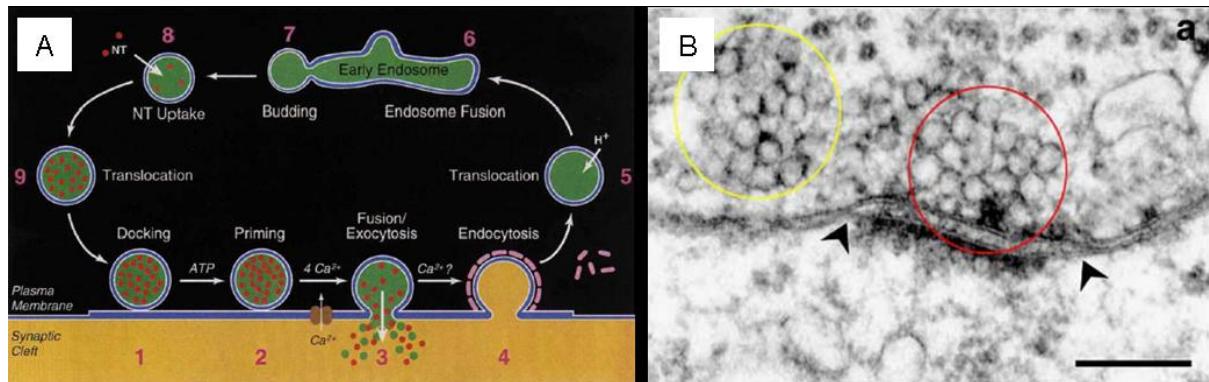 A
8
NT
NT Uptake
7
Budding
6
Early Endosome
Endosome Fusion
9
Translocation
H+
Translocation
5
Docking
ATP
Priming
4 Ca²⁺
Fusion/
Exocytosis
Ca²⁺?
Endocytosis
Plasma
Membrane
Synaptic
Cleft
Ca²⁺
1
2
3
4
B
a